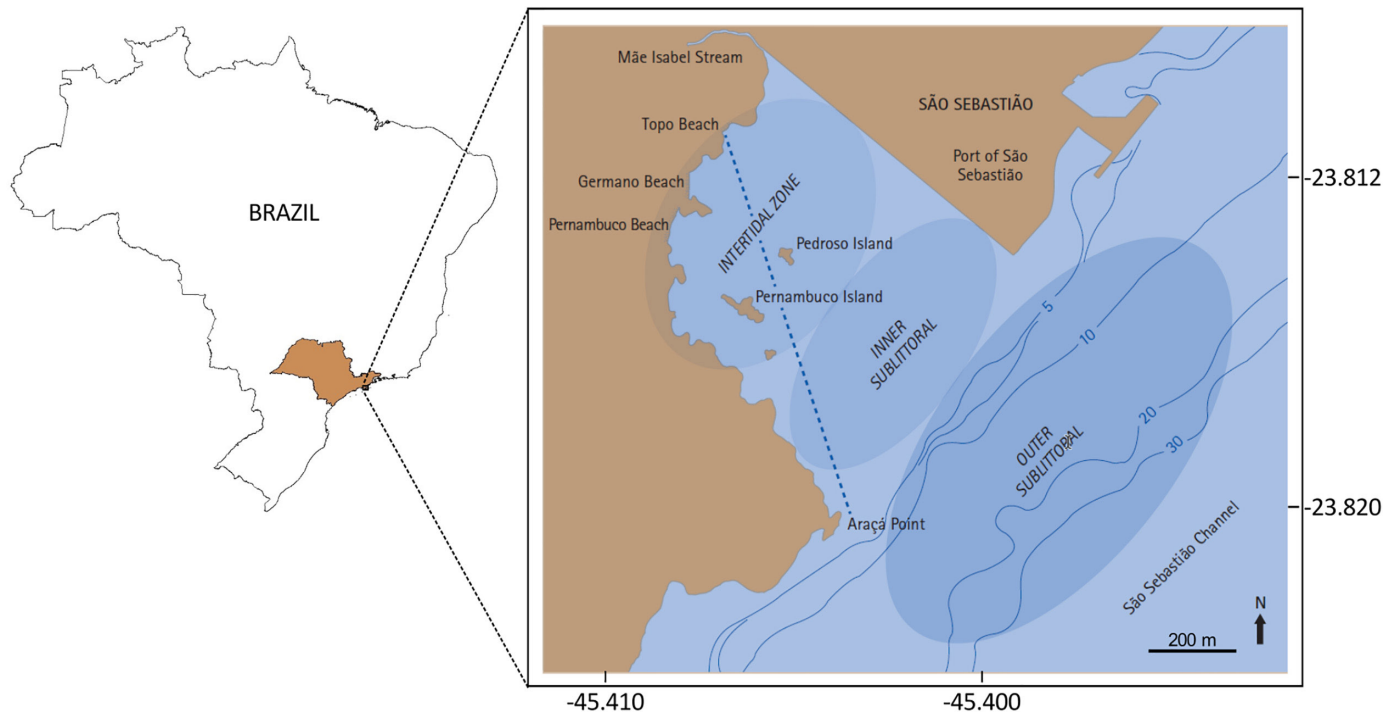 BRAZIL
Mãe Isabel Stream
Topo Beach
Germano Beach
Pernambuco Beach
INTERTIDAL ZONE
Pedroso Island
Pernambuco Island
SÃO SEBASTIÃO
Port of São
Sebastião
INNER
SUBLITTORAL
OUTER
SUBLITTORAL
5
10
20
30
Araçá Point
São Sebastião Channel
N
200 m
-23.812
-23.820
-45.410
-45.400